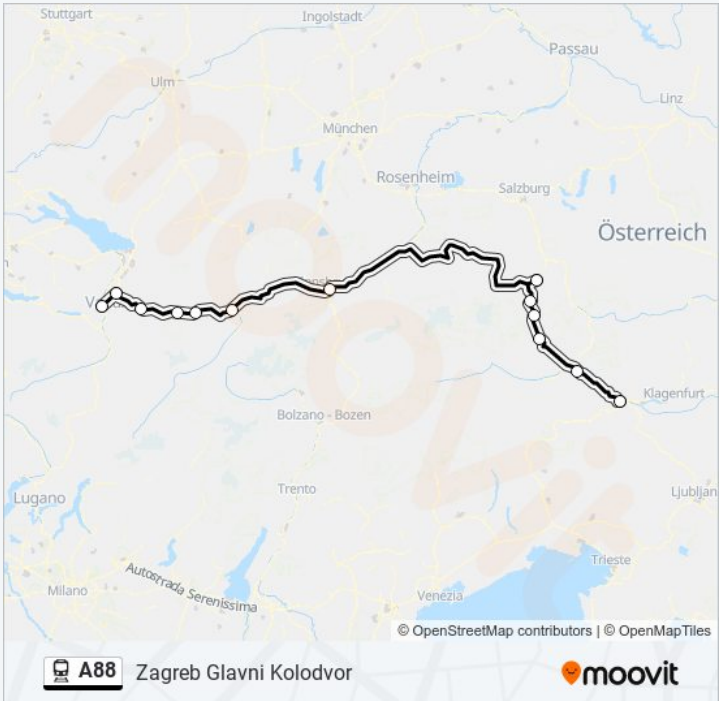 Stuttgart
Ingolstadt
Passau
Ulm
Linz
München
Rosenheim
Salzburg
Österreich
Klagenfurt
Bolzano - Bozen
Trento
Ljubljan
Lugano
Trieste
Milano
Autostrada Serenissima
Venezia
© OpenStreetMap contributors | © OpenMapTiles
A88 Zagreb Glavni Kolodvor
moovit